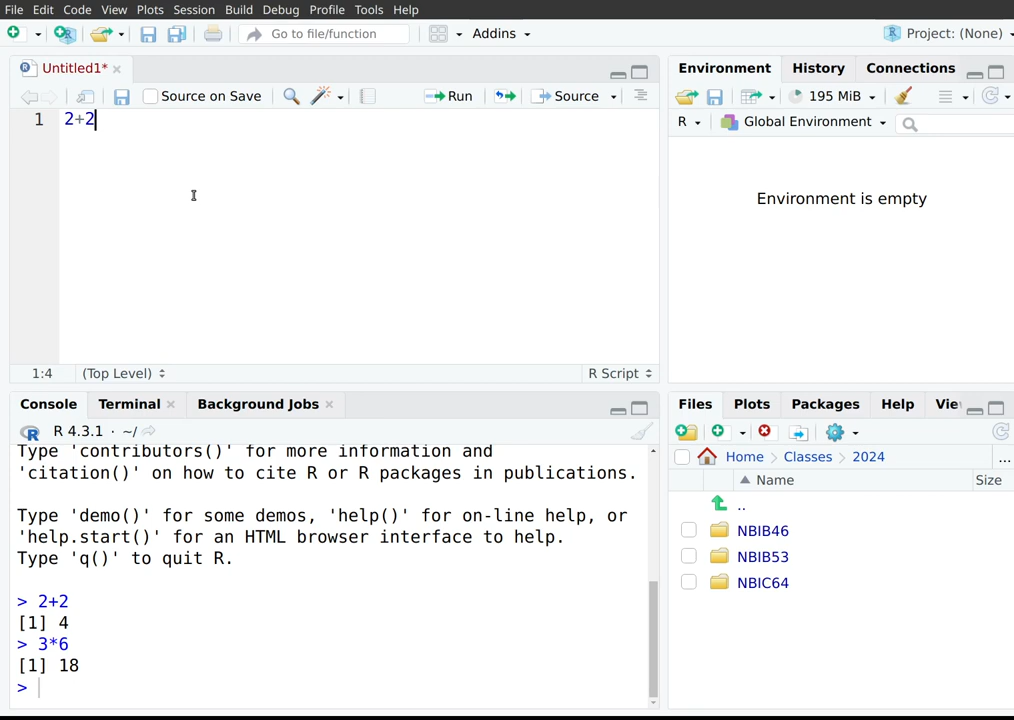 File Edit Code View Plots Session Build Debug Profile Tools Help
Go to file/function Addins Project: (None)
Untitled1*
Source on Save Run Source
1 2+2
1:4 (Top Level) R Script
Environment History Connections
195 MiB
R Global Environment
Environment is empty
Console Terminal Background Jobs
R 4.3.1 · ~/
Type 'contributors()' for more information and
'citation()' on how to cite R or R packages in publications.
Type 'demo()' for some demos, 'help()' for on-line help, or
'help.start()' for an HTML browser interface to help.
Type 'q()' to quit R.
> 2+2
[1] 4
> 3*6
[1] 18
>
Files Plots Packages Help
Home Classes 2024 ...
Name Size
..
NBIB46
NBIB53
NBIC64